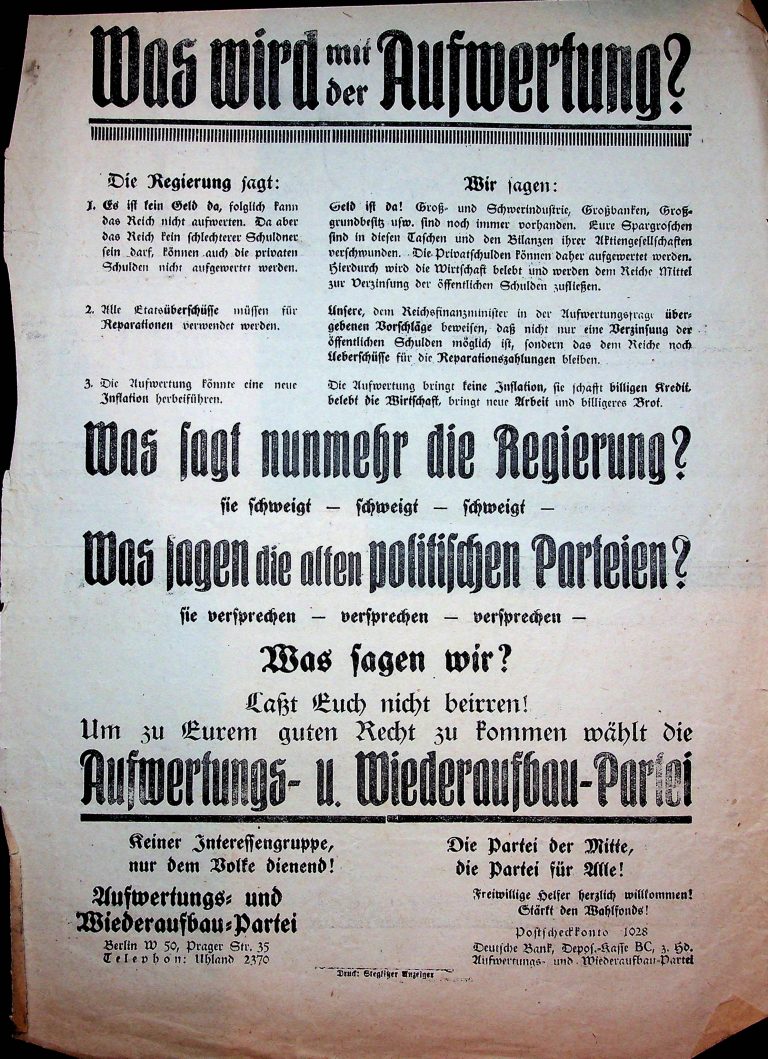 Was wird mit der Aufwertung?
Die Regierung sagt:
1. Es ist kein Geld da, folglich kann
das Reich nicht aufwerten. Da aber
das Reich kein schlechterer Schuldner
sein darf, können auch die privaten
Schulden nicht aufgewertet werden.
Wir sagen:
Geld ist da! Groß- und Schwerindustrie, Großbanken, Groß-
grundbesitz usw. sind noch immer vorhanden. Eure Spargroschen
sind in diesen Taschen und den Bilanzen ihrer Aktiengesellschaften
verschwunden. Die Privatschulden können daher aufgewertet werden.
Hierdurch wird die Wirtschaft belebt und werden dem Reiche Mittel
zur Verzinsung der öffentlichen Schulden zufließen.
2. Alle Etatsüberschüsse müssen für
Reparationen verwendet werden.
Unsere, dem Reichsfinanzminister in der Aufwertungsfrage über-
gebenen Vorschläge beweisen, daß nicht nur eine Verzinsung der
öffentlichen Schulden möglich ist, sondern das dem Reiche noch
Ueberschüsse für die Reparationszahlungen bleiben.
3. Die Aufwertung könnte eine neue
Inflation herbeiführen.
Die Aufwertung bringt keine Inflation, sie schafft billigen Kredit,
belebt die Wirtschaft, bringt neue Arbeit und billigeres Brot.
Was sagt nunmehr die Regierung?
sie schweigt — schweigt — schweigt —
Was sagen die alten politischen Parteien?
sie versprechen — versprechen — versprechen —
Was sagen wir?
Laßt Euch nicht beirren!
Um zu Eurem guten Recht zu kommen wählt die
Aufwertungs- u. Wiederaufbau-Partei
Keiner Interessengruppe,
nur dem Volke dienend!
Aufwertungs- und
Wiederaufbau-Partei
Berlin W 50, Prager Str. 35
Telephon: Uhland 2370
Die Partei der Mitte,
die Partei für Alle!
Freiwillige Helfer herzlich willkommen!
Stärkt den Wahlfonds!
Postscheckkonto 1028
Deutsche Bank, Depos.-Kasse BC, z. Hd.
Aufwertungs- und Wiederaufbau-Partei
Druck: Steglitzer Anzeiger